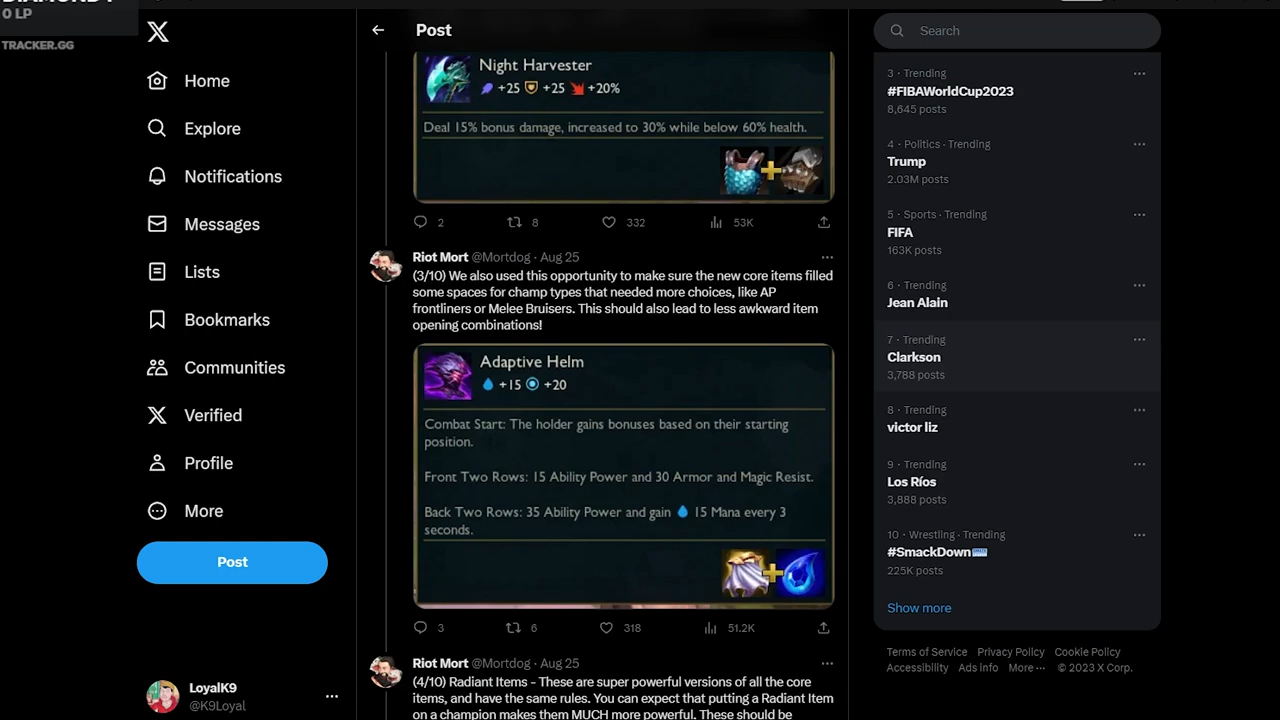 0 LP
TRACKER.GG
Home
Explore
Notifications
Messages
Lists
Bookmarks
Communities
Verified
Profile
More
Post
LoyalK9
@K9Loyal
Post
Night Harvester
+25 +25 +20%
Deal 15% bonus damage, increased to 30% while below 60% health.
2 8 332 53K
Riot Mort @Mortdog · Aug 25
(3/10) We also used this opportunity to make sure the new core items filled
some spaces for champ types that needed more choices, like AP
frontliners or Melee Bruisers. This should also lead to less awkward item
opening combinations!
Adaptive Helm
+15 +20
Combat Start: The holder gains bonuses based on their starting
position.
Front Two Rows: 15 Ability Power and 30 Armor and Magic Resist.
Back Two Rows: 35 Ability Power and gain 15 Mana every 3
seconds.
3 6 318 51.2K
Riot Mort @Mortdog · Aug 25
(4/10) Radiant Items - These are super powerful versions of all the core
items, and have the same rules. You can expect that putting a Radiant Item
on a champion makes them MUCH more powerful. These should be
Search
3 · Trending
#FIBAWorldCup2023
8,645 posts
4 · Politics · Trending
Trump
2.03M posts
5 · Sports · Trending
FIFA
163K posts
6 · Trending
Jean Alain
7 · Trending
Clarkson
3,788 posts
8 · Trending
victor liz
9 · Trending
Los Ríos
3,888 posts
10 · Wrestling · Trending
#SmackDown
225K posts
Show more
Terms of Service Privacy Policy Cookie Policy
Accessibility Ads info More ··· © 2023 X Corp.